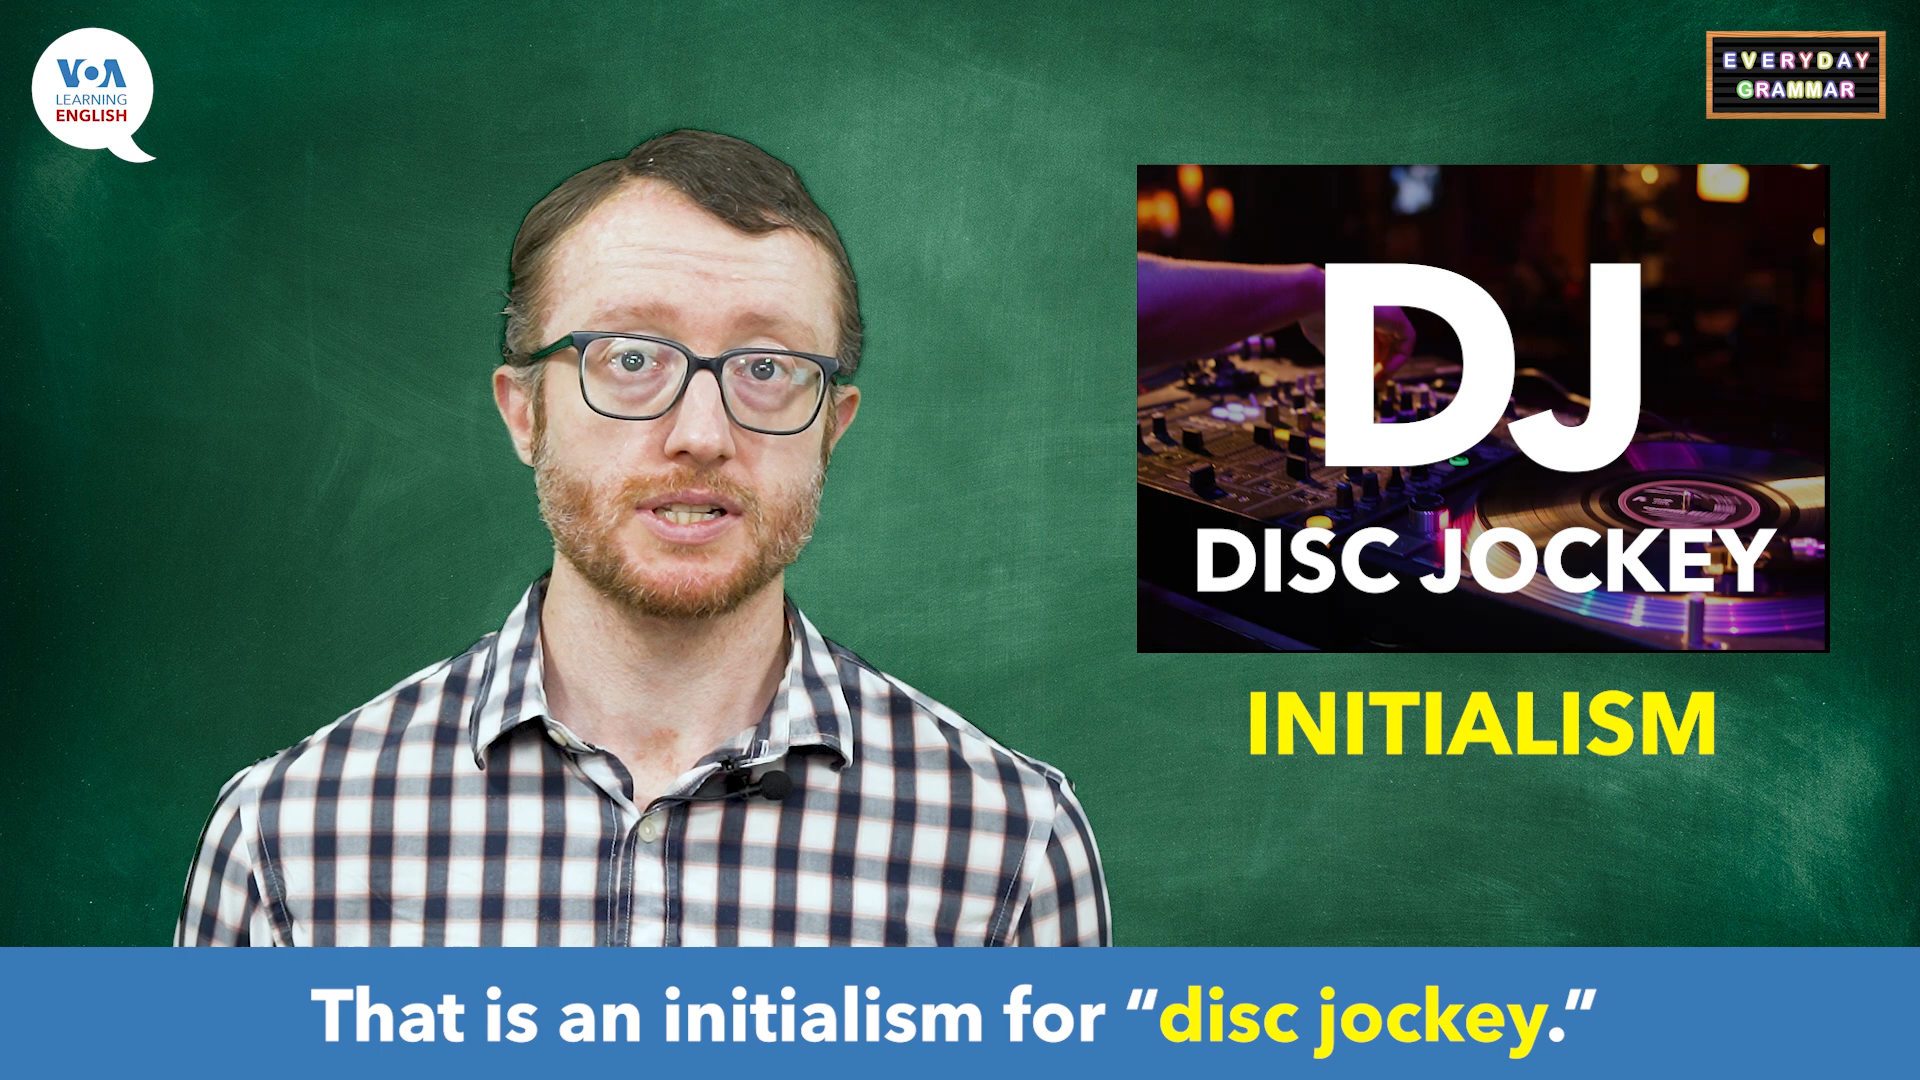 VOA
LEARNING
ENGLISH
EVERYDAY
GRAMMAR
DJ
DISC JOCKEY
INITIALISM
That is an initialism for “disc jockey.”